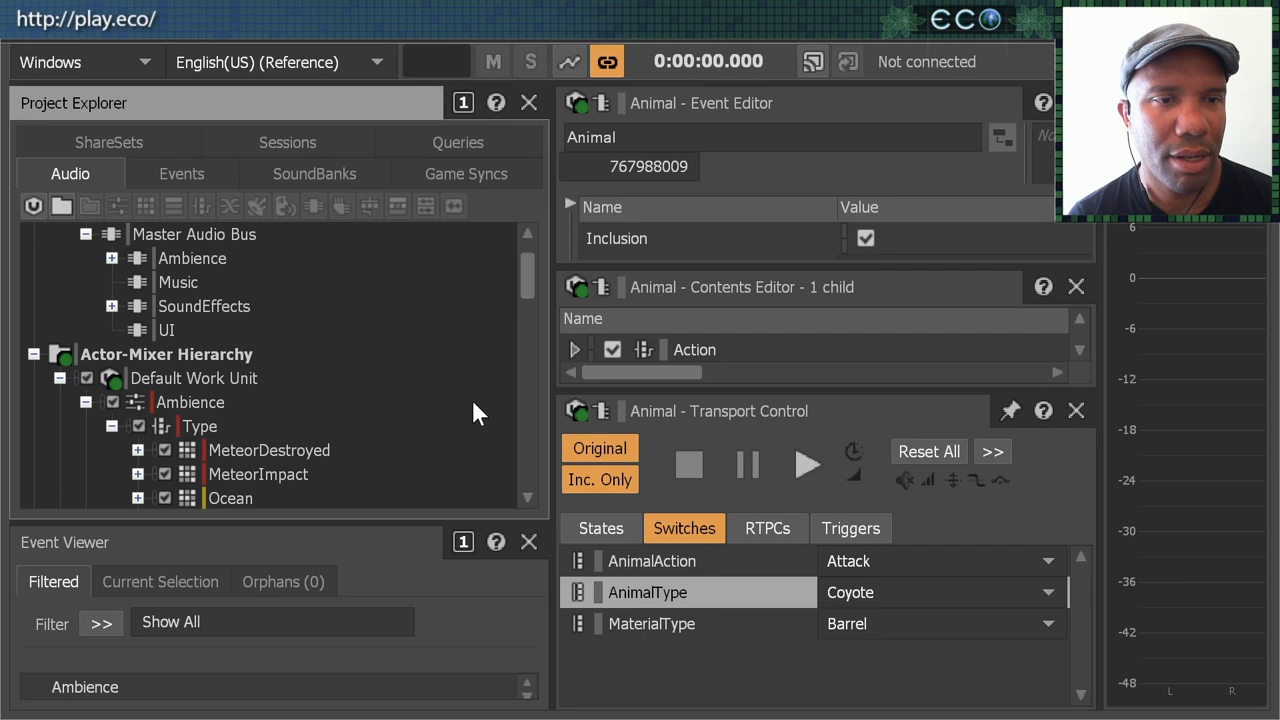 http://play.eco/
ECO
Windows
English(US) (Reference)
M
S
0:00:00.000
Not connected
Project Explorer
1
ShareSets
Sessions
Queries
Audio
Events
SoundBanks
Game Syncs
Master Audio Bus
Ambience
Music
SoundEffects
UI
Actor-Mixer Hierarchy
Default Work Unit
Ambience
Type
MeteorDestroyed
MeteorImpact
Ocean
Event Viewer
1
Filtered
Current Selection
Orphans (0)
Filter
>>
Show All
Ambience
Animal - Event Editor
Animal
No
767988009
Name
Value
Inclusion
Animal - Contents Editor - 1 child
Name
Action
Animal - Transport Control
Original
Inc. Only
Reset All
>>
States
Switches
RTPCs
Triggers
AnimalAction
Attack
AnimalType
Coyote
MaterialType
Barrel
6
0
-6
-12
-18
-24
-30
-36
-42
-48
L
R